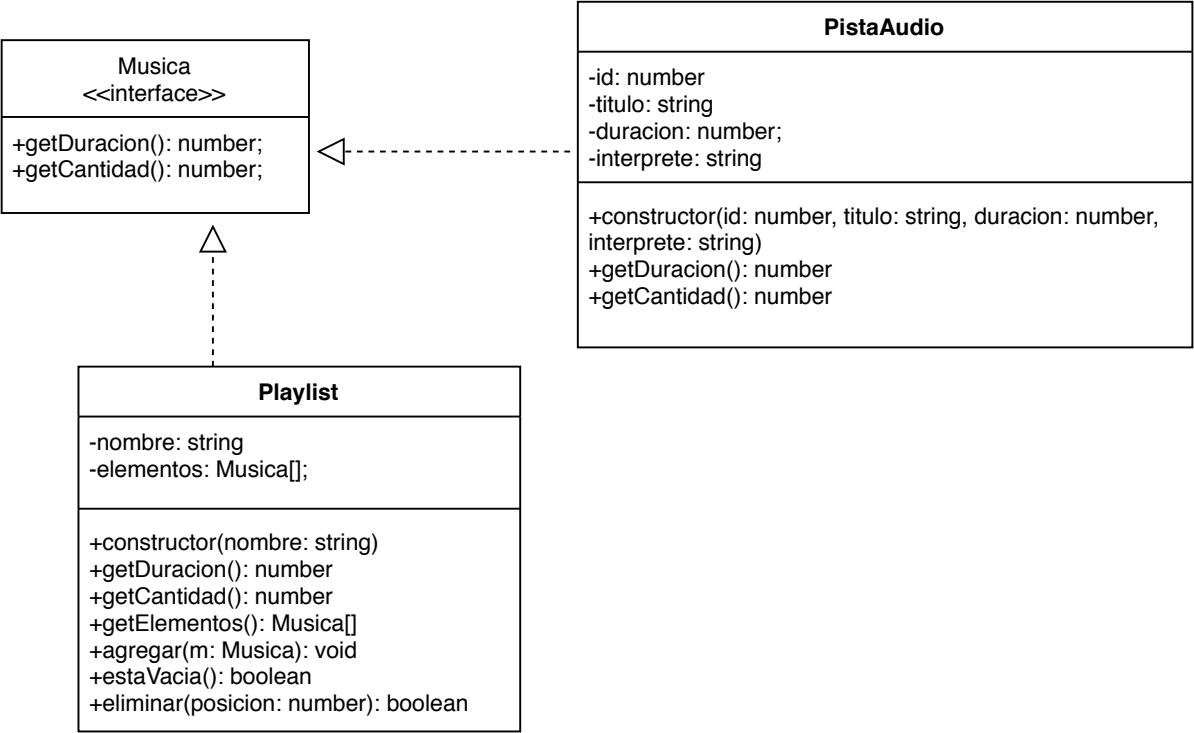 Musica
<<interface>>
+getDuracion(): number;
+getCantidad(): number;
PistaAudio
-id: number
-titulo: string
-duracion: number;
-interprete: string
+constructor(id: number, titulo: string, duracion: number,
interprete: string)
+getDuracion(): number
+getCantidad(): number
Playlist
-nombre: string
-elementos: Musica[];
+constructor(nombre: string)
+getDuracion(): number
+getCantidad(): number
+getElementos(): Musica[]
+agregar(m: Musica): void
+estaVacia(): boolean
+eliminar(posicion: number): boolean